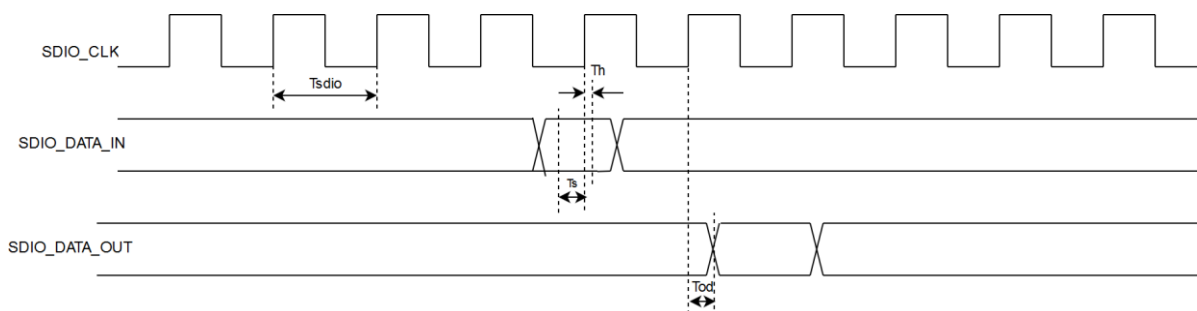 SDIO_CLK
Th
Tsdio
SDIO_DATA_IN
Ts
SDIO_DATA_OUT
Tod